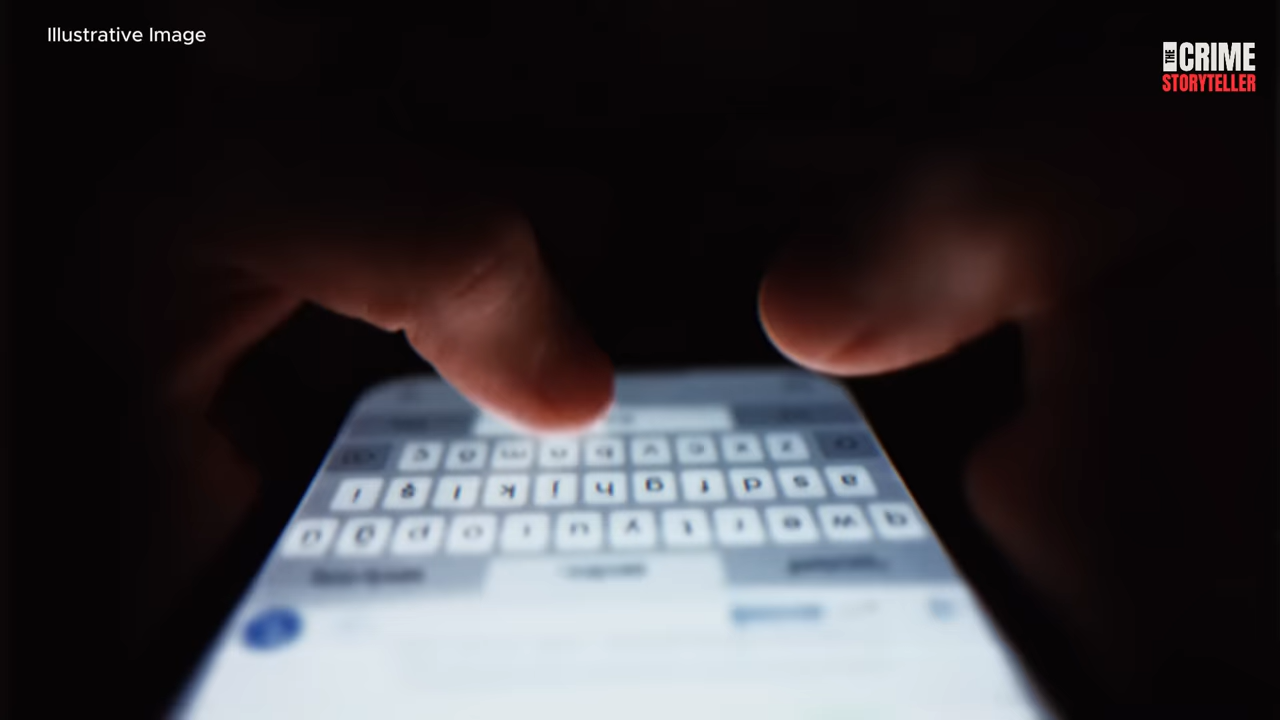 Illustrative Image
THE CRIME
STORYTELLER
q w e r t y u ı o p ğ ü
a s d f g h j k l ş i
z x c v b n m ö ç